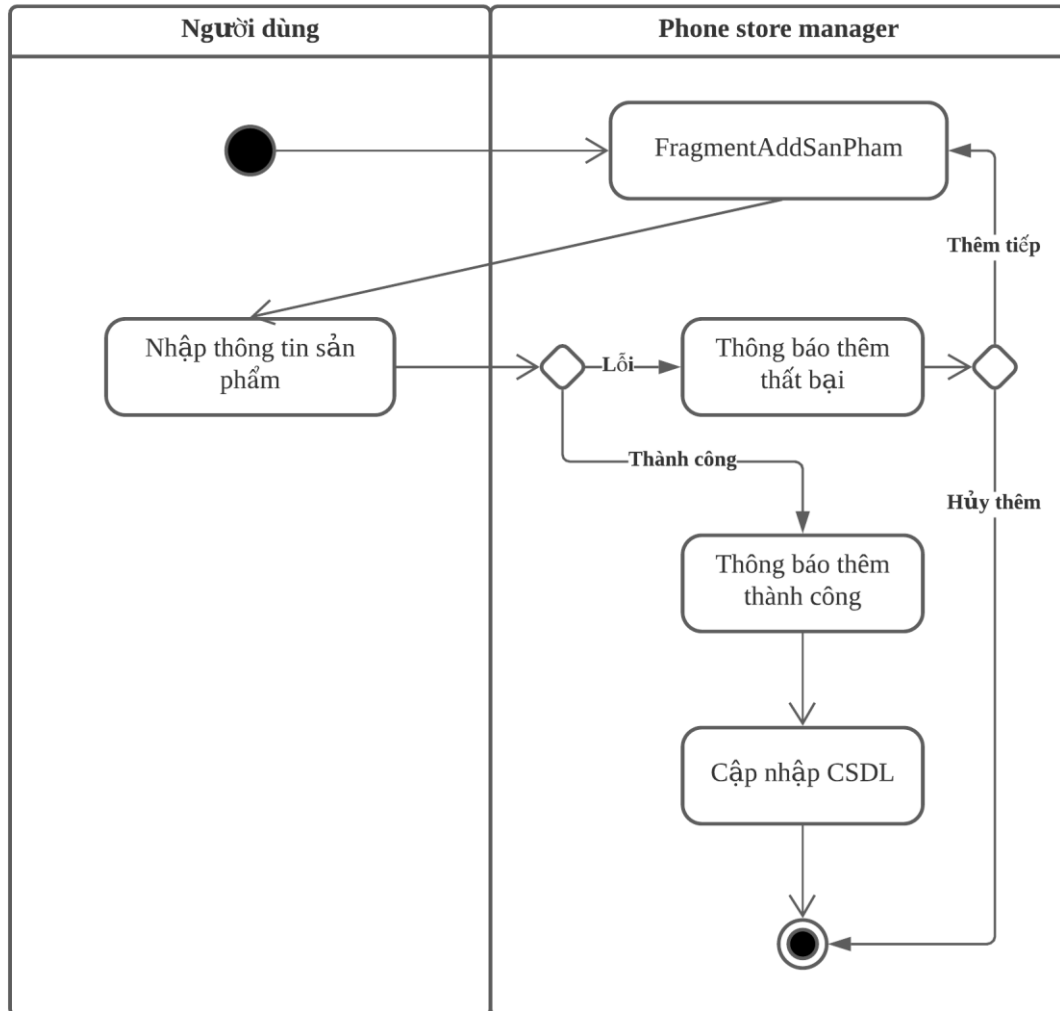 Người dùng
Phone store manager
FragmentAddSanPham
Thêm tiếp
Nhập thông tin sản
phẩm
Lỗi
Thông báo thêm
thất bại
Thành công
Hủy thêm
Thông báo thêm
thành công
Cập nhập CSDL